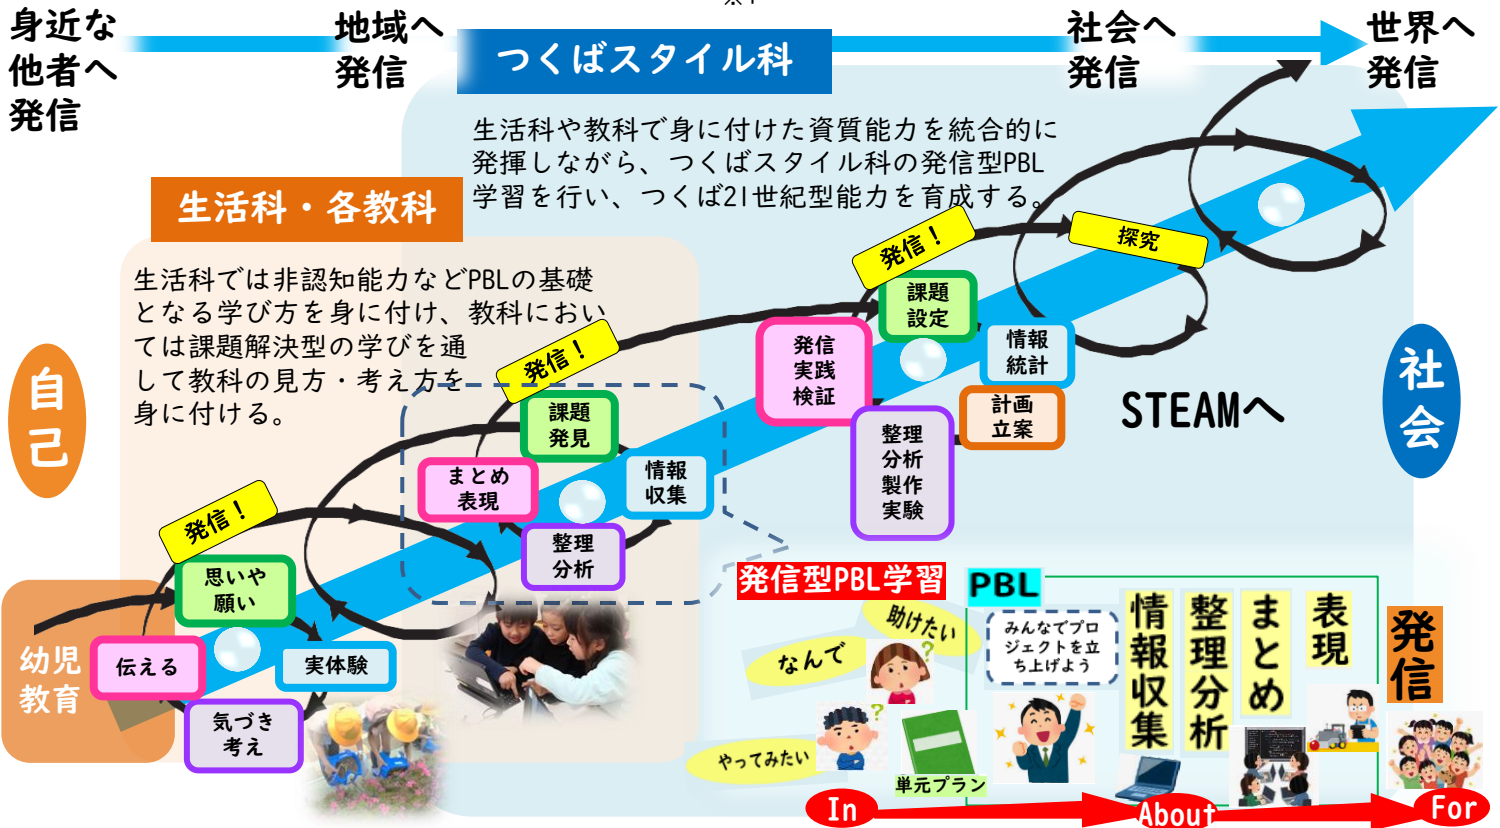 ※1
身近な
他者へ
発信
地域へ
発信
つくばスタイル科
社会へ
発信
世界へ
発信
生活科や教科で身に付けた資質能力を統合的に
発揮しながら、つくばスタイル科の発信型PBL
学習を行い、つくば21世紀型能力を育成する。
生活科・各教科
生活科では非認知能力などPBLの基礎
となる学び方を身に付け、教科におい
ては課題解決型の学びを通
して教科の見方・考え方を
身に付ける。
自己
社会
発信！
探究
課題
設定
発信
実践
検証
情報
統計
計画
立案
整理
分析
製作
実験
STEAMへ
発信！
課題
発見
まとめ
表現
情報
収集
整理
分析
発信！
思いや
願い
伝える
実体験
気づき
考え
幼児
教育
発信型PBL学習
PBL
助けたい
なんで
やってみたい
?
?
単元プラン
みんなでプロ
ジェクトを立
ち上げよう
情報収集
整理分析
まとめ
表現
発信
In
About
For